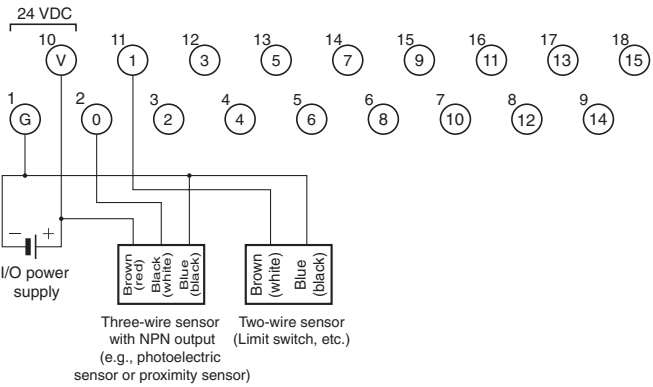 24 VDC
10 11 12 13 14 15 16 17 18
V 1 3 5 7 9 11 13 15
1 2 3 4 5 6 7 8 9
G 0 2 4 6 8 10 12 14
− +
I/O power
supply
Brown
(red)
Black
(white)
Blue
(black)
Brown
(white)
Blue
(black)
Three-wire sensor
with NPN output
(e.g., photoelectric
sensor or proximity sensor)
Two-wire sensor
(Limit switch, etc.)